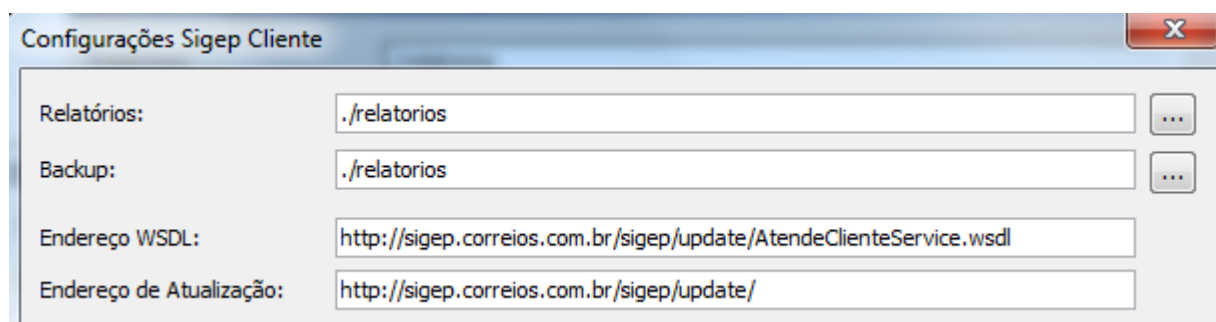 Configurações Sigep Cliente
Relatórios: ./relatorios ...
Backup: ./relatorios ...
Endereço WSDL: http://sigep.correios.com.br/sigep/update/AtendeClienteService.wsdl
Endereço de Atualização: http://sigep.correios.com.br/sigep/update/